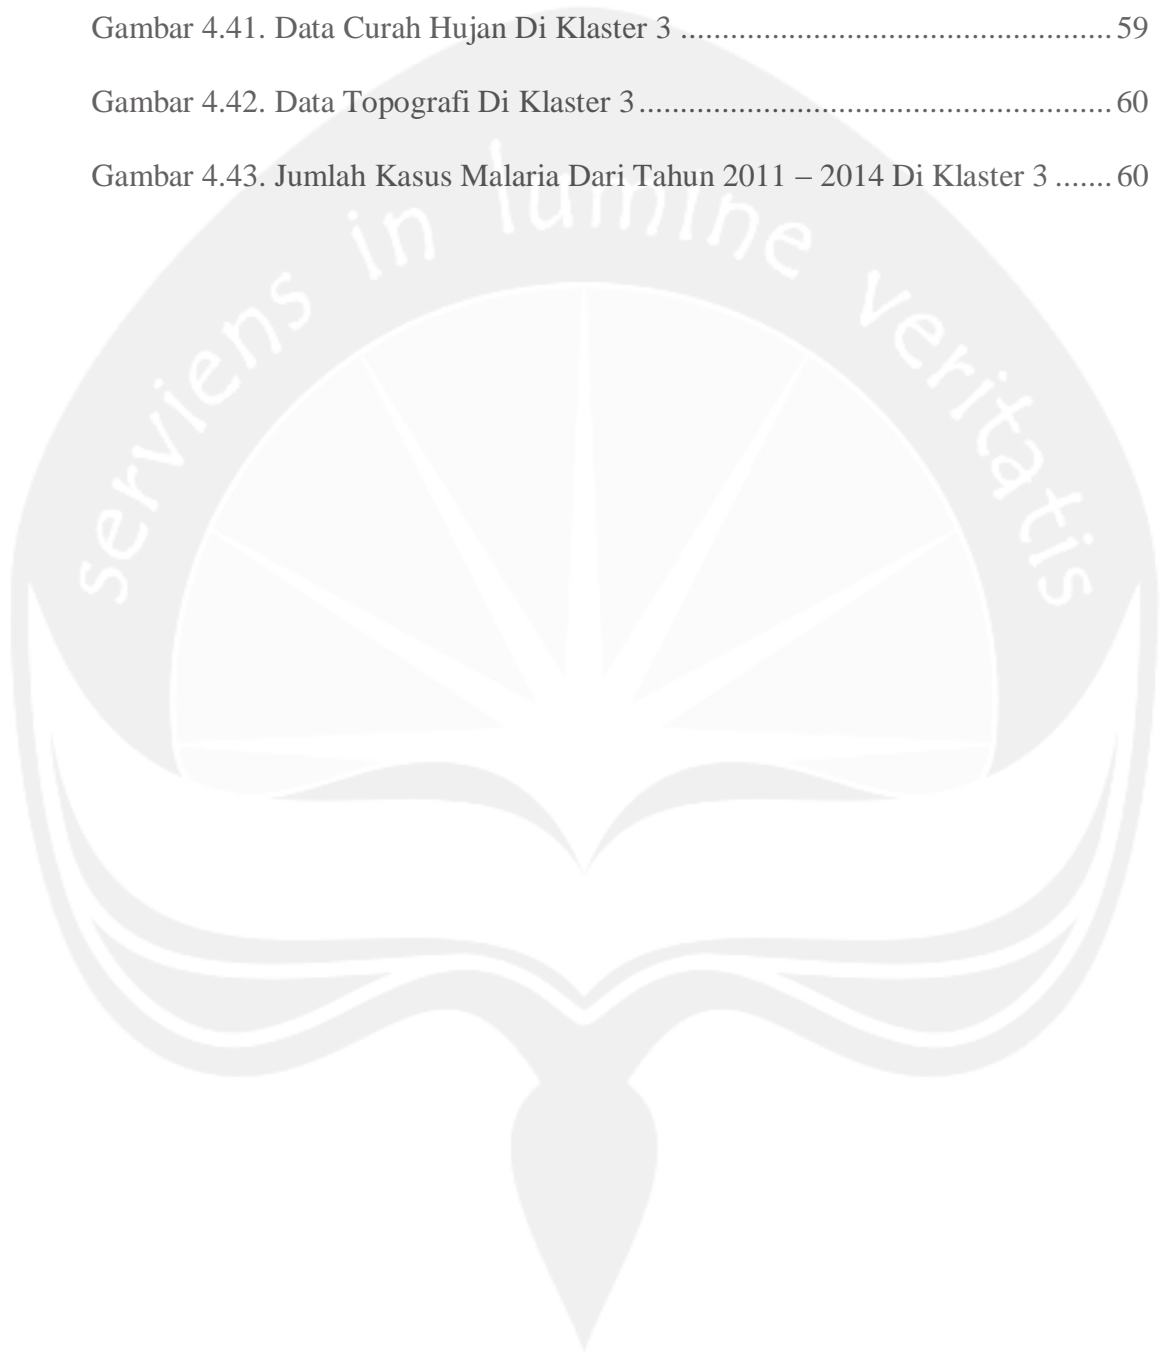 Gambar 4.41. Data Curah Hujan Di Klaster 3 ...................................................... 59
Gambar 4.42. Data Topografi Di Klaster 3 ........................................................... 60
Gambar 4.43. Jumlah Kasus Malaria Dari Tahun 2011 – 2014 Di Klaster 3 ....... 60
serviens in lumine veritatis